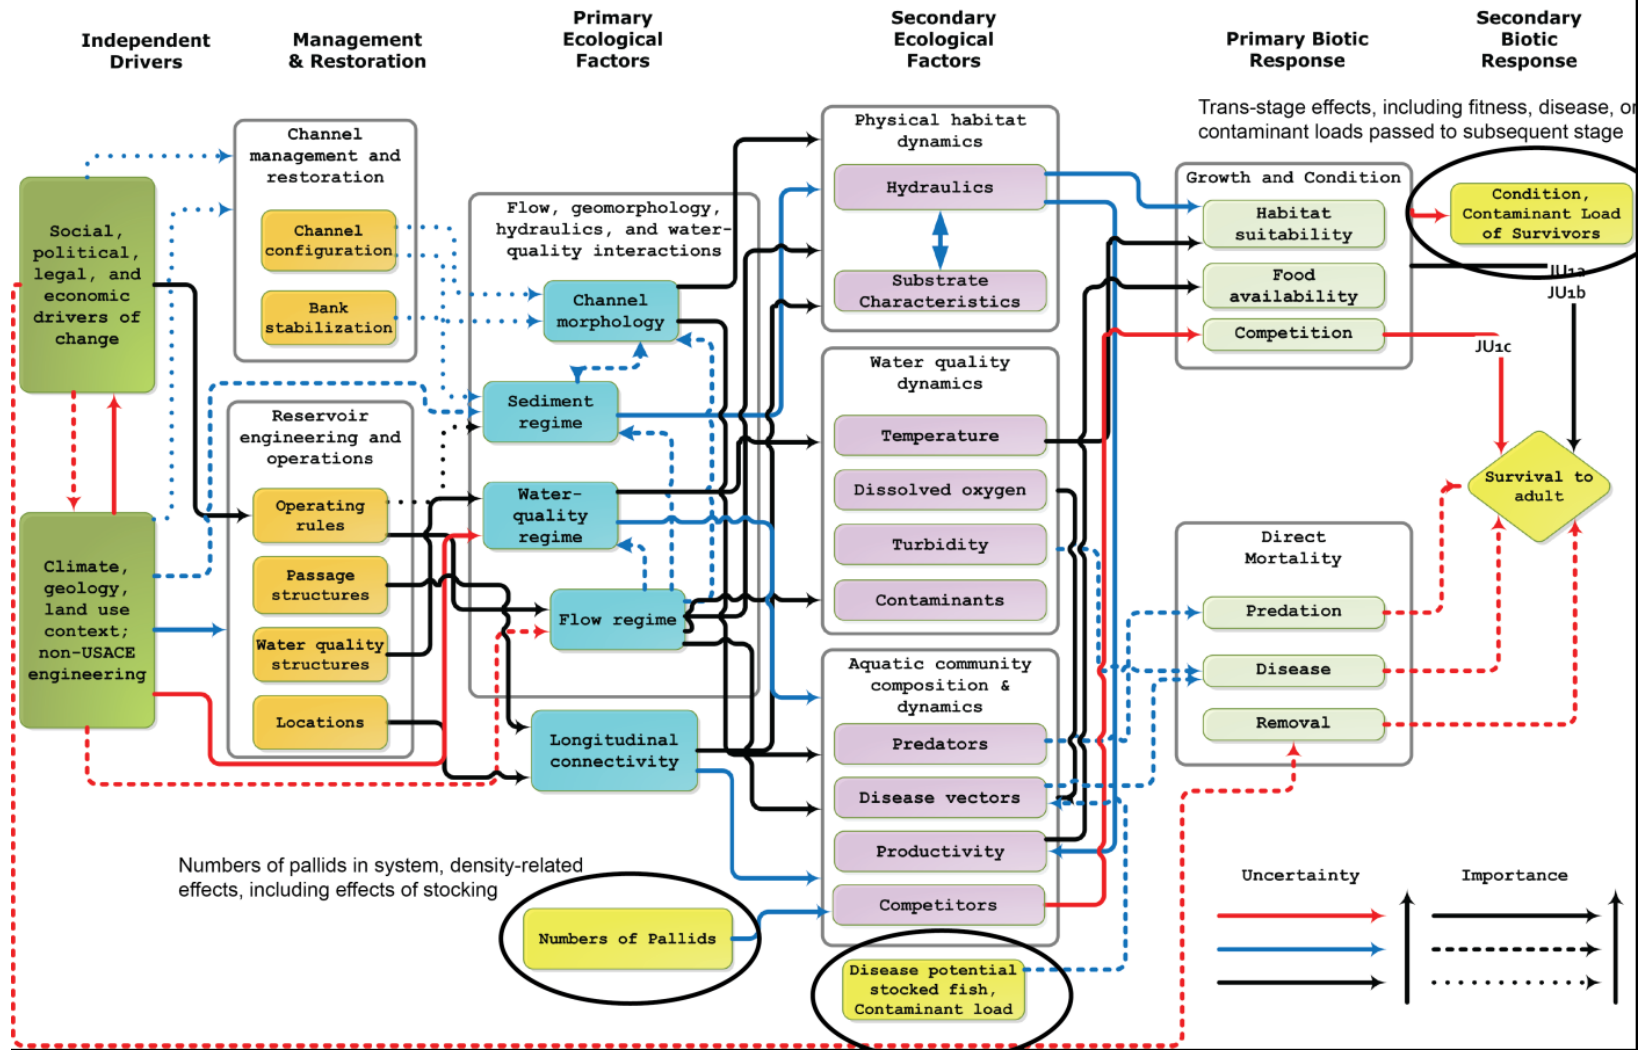 Independent
Drivers
Management
& Restoration
Primary
Ecological
Factors
Secondary
Ecological
Factors
Primary Biotic
Response
Secondary
Biotic
Response
Trans-stage effects, including fitness, disease, or
contaminant loads passed to subsequent stage
Social,
political,
legal, and
economic
drivers of
change
Climate,
geology,
land use
context;
non-USACE
engineering
Channel
management and
restoration
Channel
configuration
Bank
stabilization
Reservoir
engineering and
operations
Operating
rules
Passage
structures
Water quality
structures
Locations
Flow, geomorphology,
hydraulics, and water-
quality interactions
Channel
morphology
Sediment
regime
Water-
quality
regime
Flow regime
Longitudinal
connectivity
Numbers of pallids in system, density-related
effects, including effects of stocking
Numbers of Pallids
Physical habitat
dynamics
Hydraulics
Substrate
Characteristics
Water quality
dynamics
Temperature
Dissolved oxygen
Turbidity
Contaminants
Aquatic community
composition &
dynamics
Predators
Disease vectors
Productivity
Competitors
Disease potential
stocked fish,
Contaminant load
Growth and Condition
Habitat
suitability
Food
availability
Competition
Direct
Mortality
Predation
Disease
Removal
Condition,
Contaminant Load
of Survivors
JU1a
JU1b
JU1c
Survival to
adult
Uncertainty
Importance